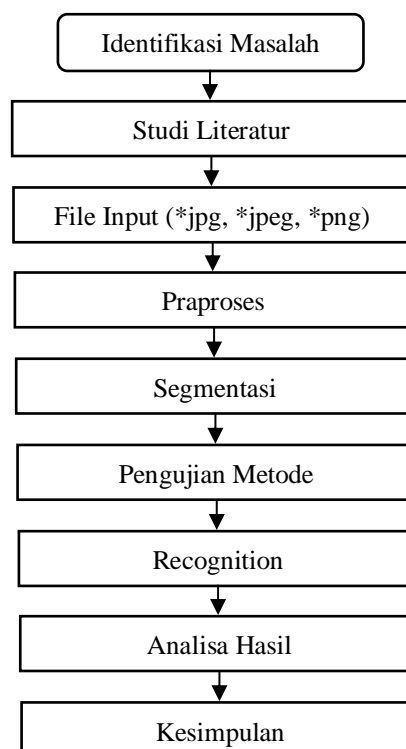 Identifikasi Masalah
Studi Literatur
File Input (*jpg, *jpeg, *png)
Praproses
Segmentasi
Pengujian Metode
Recognition
Analisa Hasil
Kesimpulan